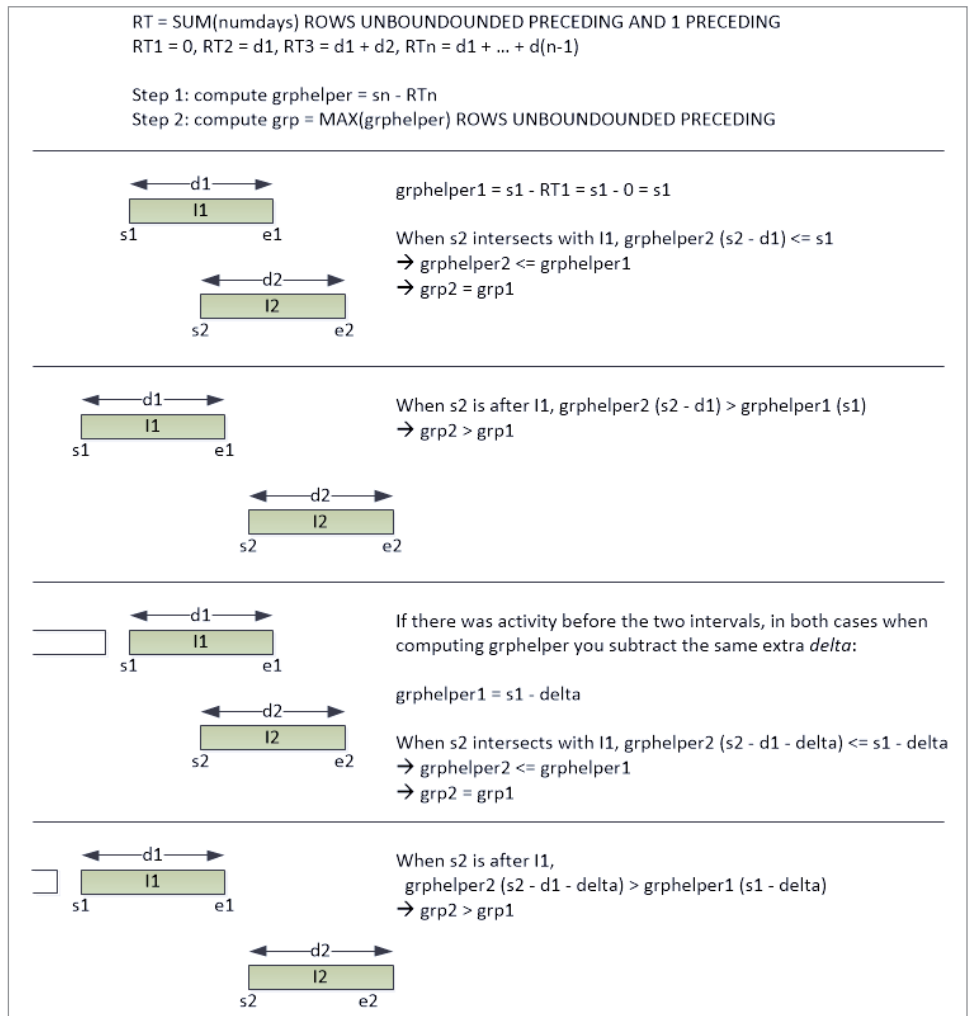 RT = SUM(numdays) ROWS UNBOUNDOUNDED PRECEDING AND 1 PRECEDING
RT1 = 0, RT2 = d1, RT3 = d1 + d2, RTn = d1 + ... + d(n-1)
Step 1: compute grphelper = sn - RTn
Step 2: compute grp = MAX(grphelper) ROWS UNBOUNDOUNDED PRECEDING
d1
I1
s1 e1
d2
I2
s2 e2
grphelper1 = s1 - RT1 = s1 - 0 = s1
When s2 intersects with I1, grphelper2 (s2 - d1) <= s1
→ grphelper2 <= grphelper1
→ grp2 = grp1
d1
I1
s1 e1
d2
I2
s2 e2
When s2 is after I1, grphelper2 (s2 - d1) > grphelper1 (s1)
→ grp2 > grp1
d1
I1
s1 e1
d2
I2
s2 e2
If there was activity before the two intervals, in both cases when
computing grphelper you subtract the same extra delta:
grphelper1 = s1 - delta
When s2 intersects with I1, grphelper2 (s2 - d1 - delta) <= s1 - delta
→ grphelper2 <= grphelper1
→ grp2 = grp1
d1
I1
s1 e1
d2
I2
s2 e2
When s2 is after I1,
grphelper2 (s2 - d1 - delta) > grphelper1 (s1 - delta)
→ grp2 > grp1